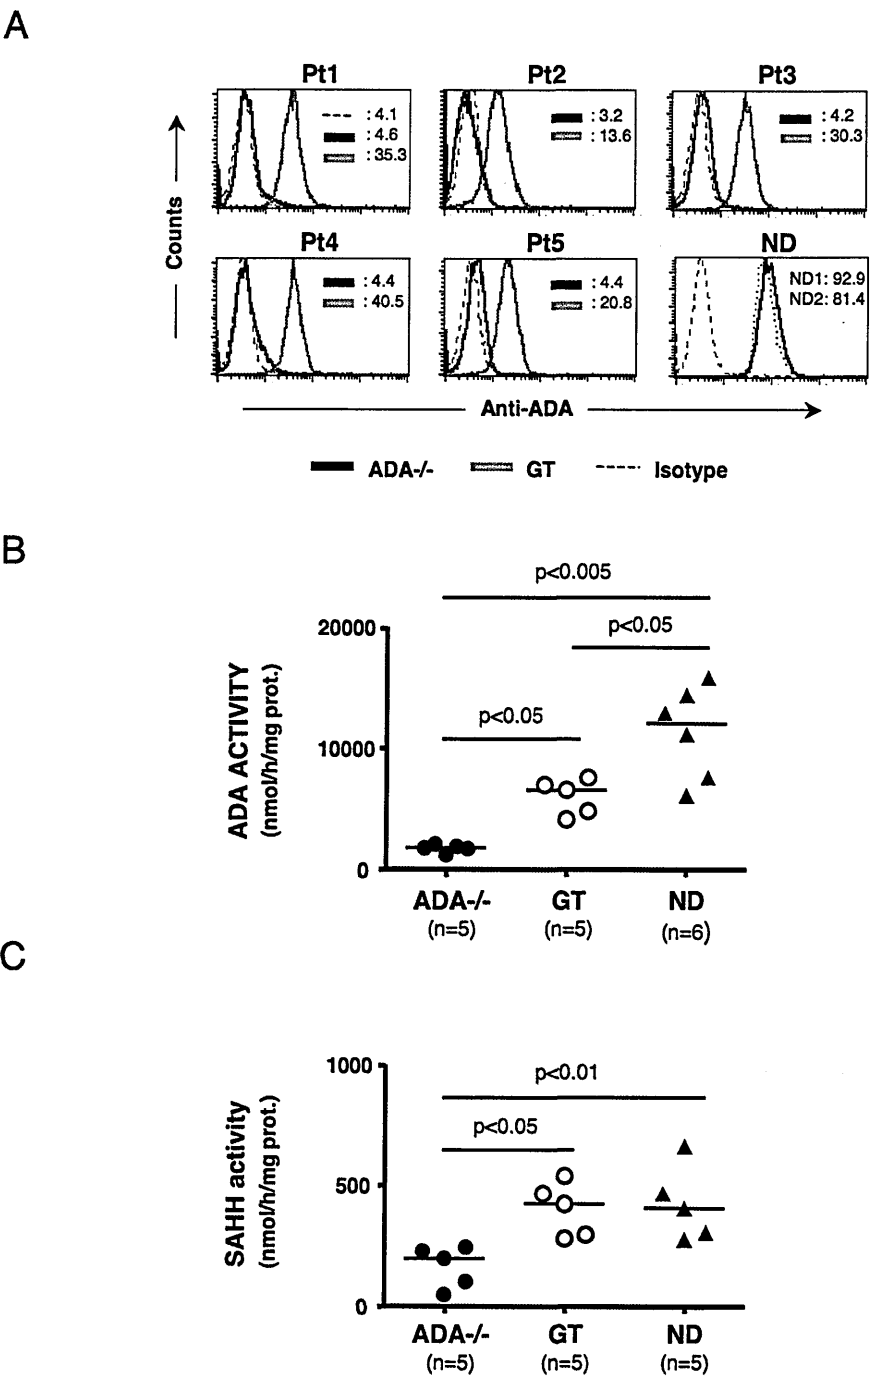 A
Pt1
Pt2
Pt3
: 4.1
: 4.6
: 35.3
: 3.2
: 13.6
: 4.2
: 30.3
Counts
Pt4
Pt5
ND
: 4.4
: 40.5
: 4.4
: 20.8
ND1: 92.9
ND2: 81.4
Anti-ADA
ADA-/-
GT
Isotype
B
p<0.005
p<0.05
p<0.05
ADA ACTIVITY
(nmol/h/mg prot.)
20000
10000
0
ADA-/-
GT
ND
(n=5)
(n=5)
(n=6)
C
p<0.01
p<0.05
SAHH activity
(nmol/h/mg prot.)
1000
500
0
ADA-/-
GT
ND
(n=5)
(n=5)
(n=5)